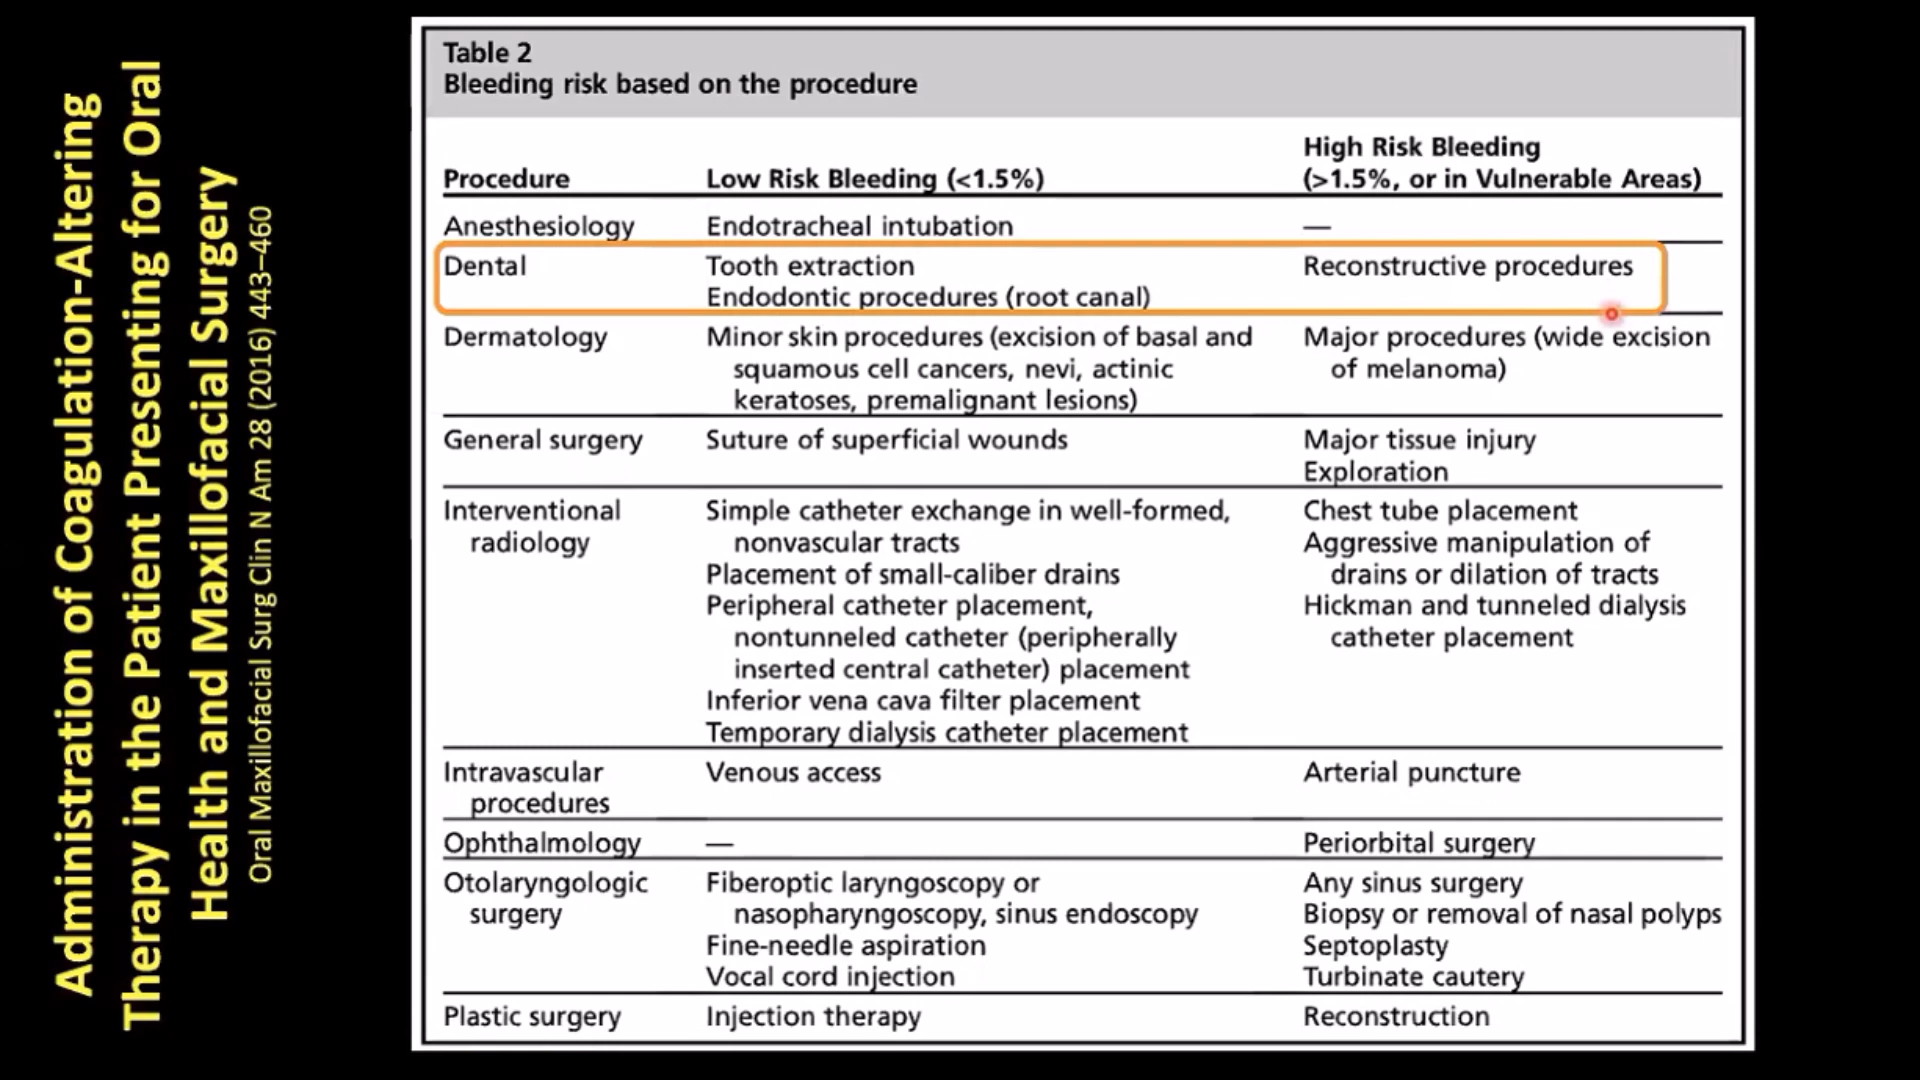 Administration of Coagulation-Altering
Therapy in the Patient Presenting for Oral
Health and Maxillofacial Surgery
Oral Maxillofacial Surg Clin N Am 28 (2016) 443–460
Table 2
Bleeding risk based on the procedure
Procedure Low Risk Bleeding (<1.5%) High Risk Bleeding
(>1.5%, or in Vulnerable Areas)
Anesthesiology Endotracheal intubation —
Dental Tooth extraction Reconstructive procedures
Endodontic procedures (root canal)
Dermatology Minor skin procedures (excision of basal and Major procedures (wide excision
squamous cell cancers, nevi, actinic of melanoma)
keratoses, premalignant lesions)
General surgery Suture of superficial wounds Major tissue injury
Exploration
Interventional Simple catheter exchange in well-formed, Chest tube placement
radiology nonvascular tracts Aggressive manipulation of
Placement of small-caliber drains drains or dilation of tracts
Peripheral catheter placement, Hickman and tunneled dialysis
nontunneled catheter (peripherally catheter placement
inserted central catheter) placement
Inferior vena cava filter placement
Temporary dialysis catheter placement
Intravascular Venous access Arterial puncture
procedures
Ophthalmology — Periorbital surgery
Otolaryngologic Fiberoptic laryngoscopy or Any sinus surgery
surgery nasopharyngoscopy, sinus endoscopy Biopsy or removal of nasal polyps
Fine-needle aspiration Septoplasty
Vocal cord injection Turbinate cautery
Plastic surgery Injection therapy Reconstruction